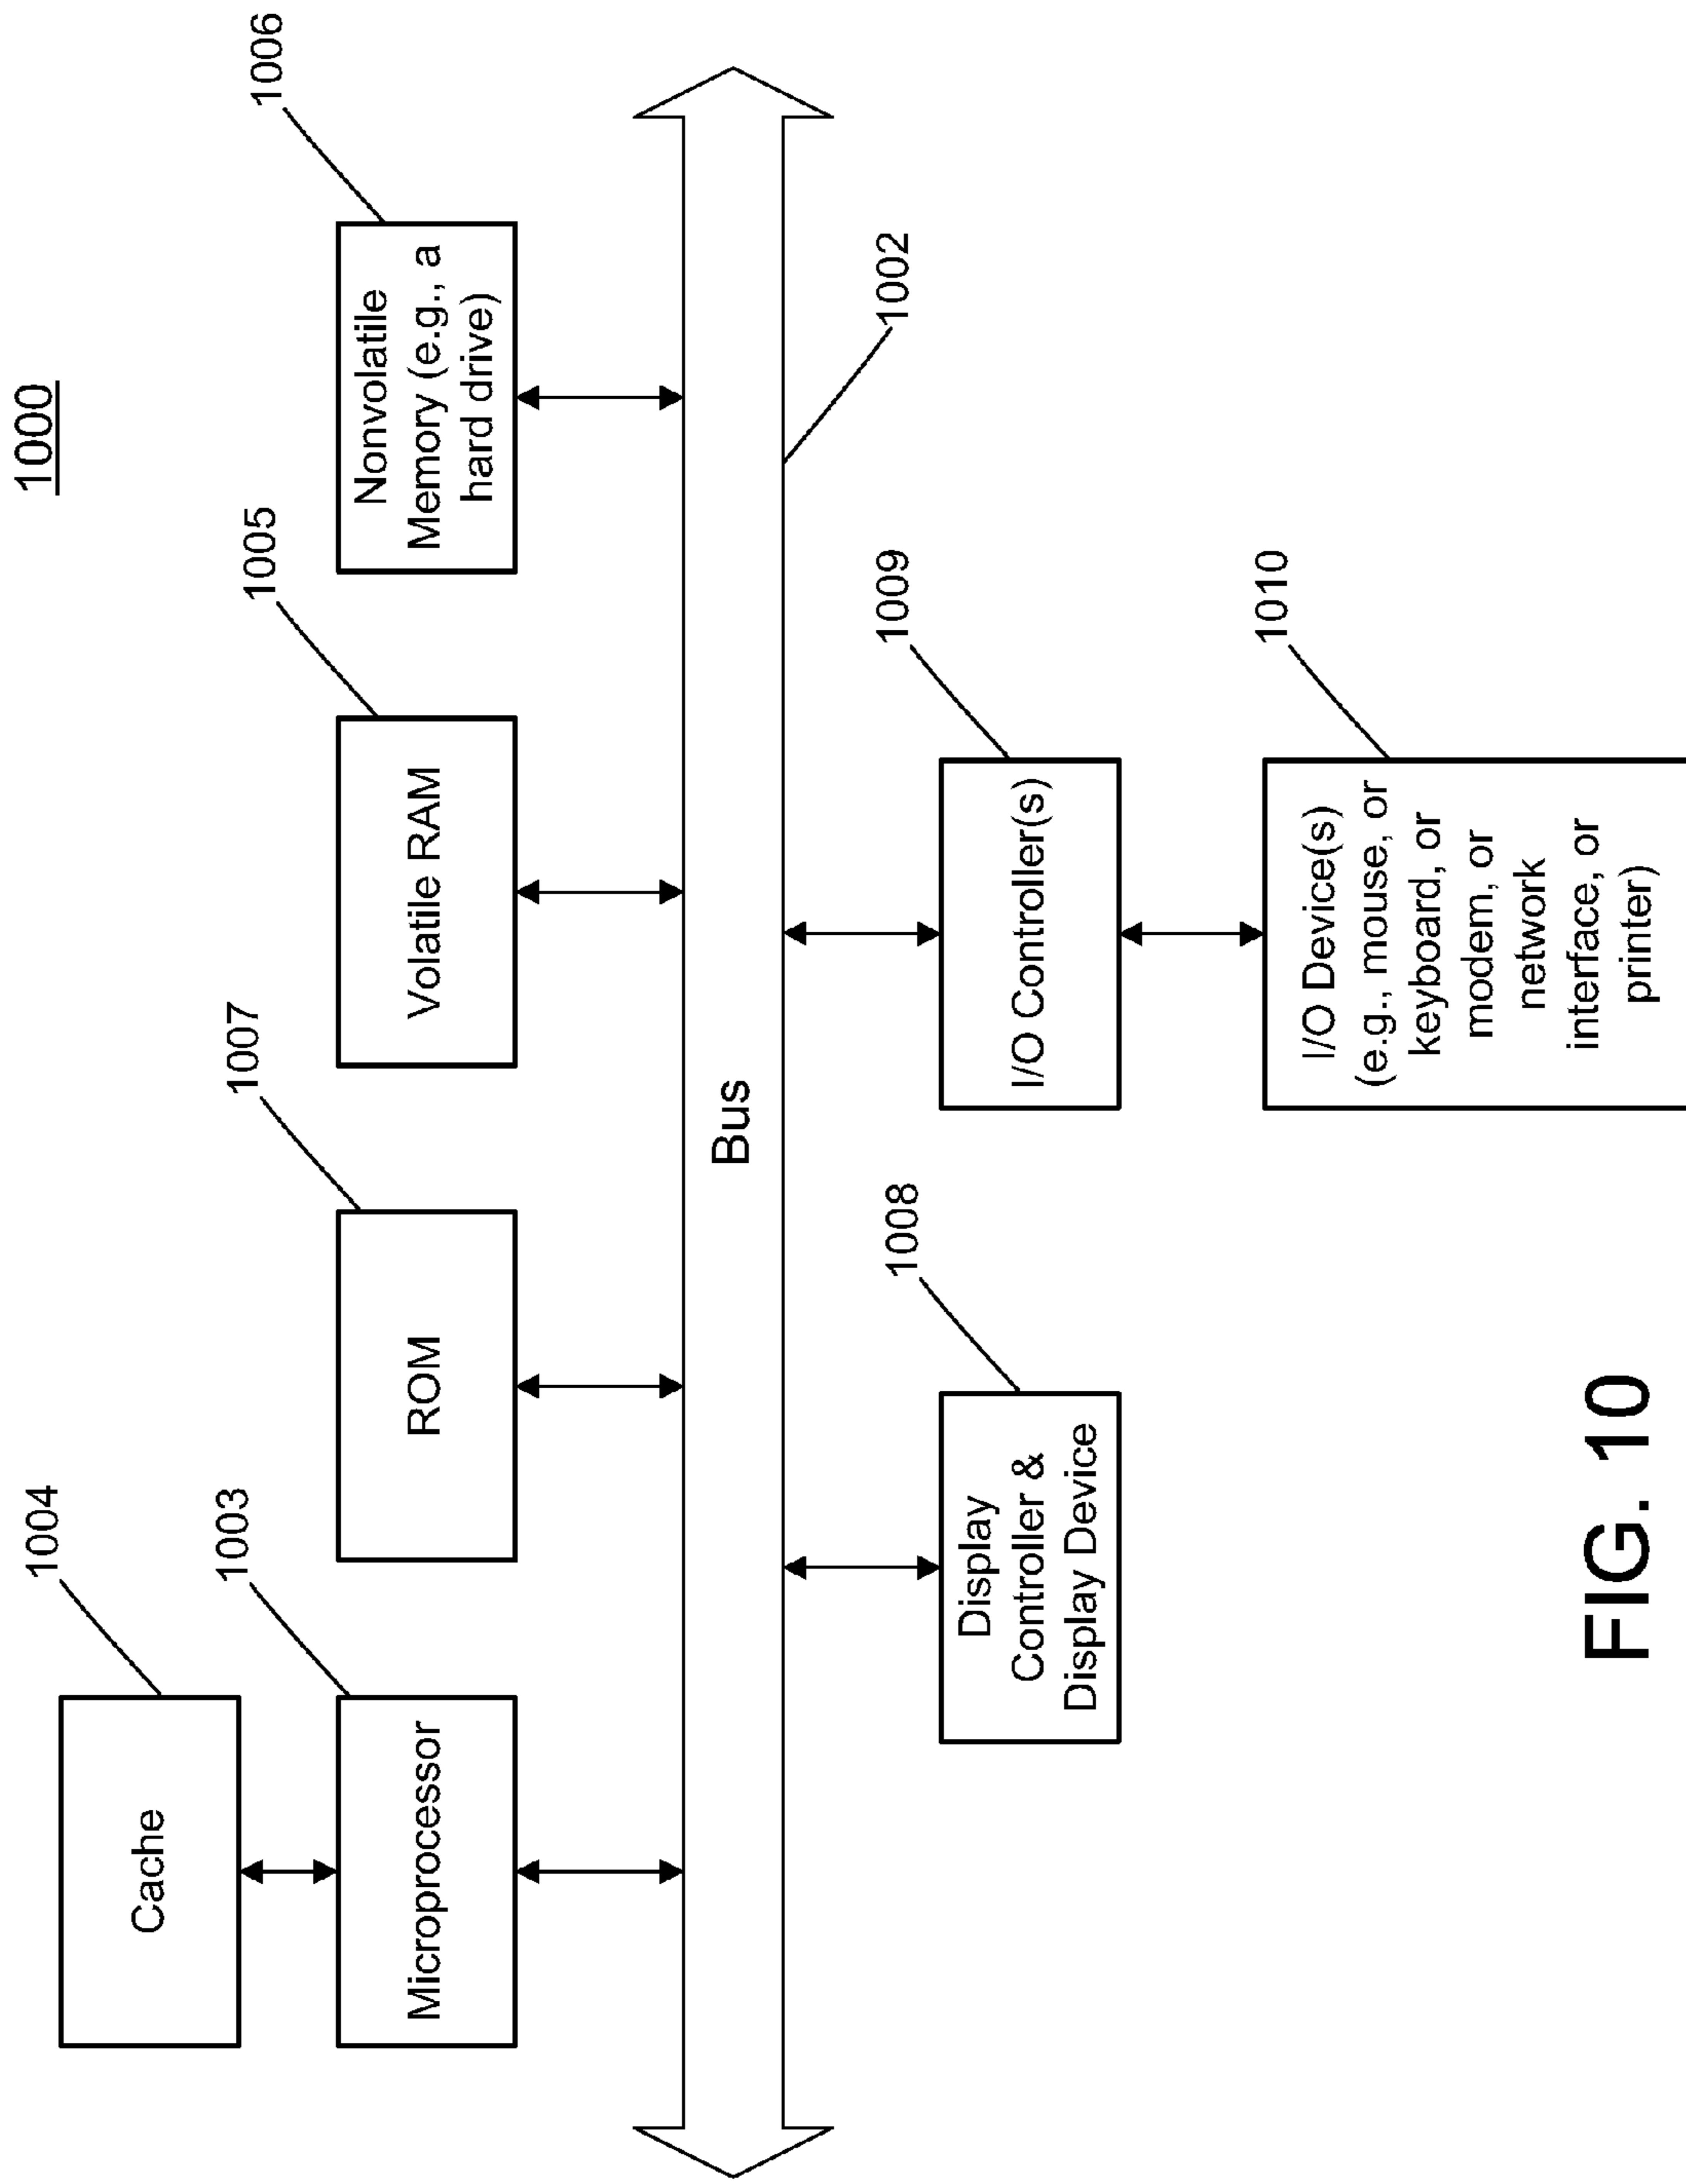 1000
1004
Cache
1003
1007
1005
1006
Microprocessor
ROM
Volatile RAM
Nonvolatile
Memory (e.g., a
hard drive)
Bus
1002
1008
1009
Display
Controller &
Display Device
I/O Controller(s)
1010
I/O Device(s)
(e.g., mouse, or
keyboard, or
modem, or
network
interface, or
printer)
FIG. 10